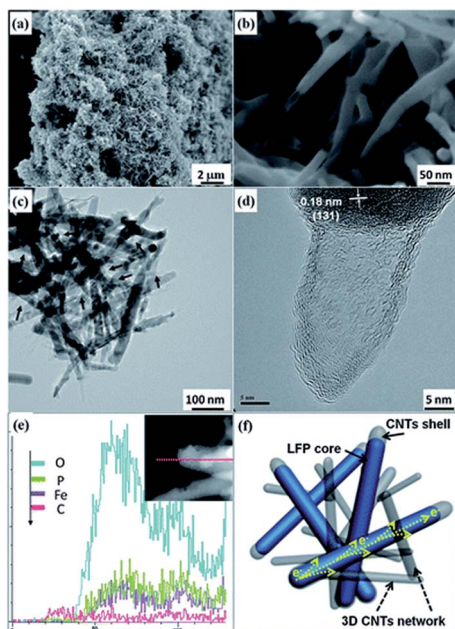 (a)
2 μm
(b)
50 nm
(c)
100 nm
0.18 nm
(d)
(131)
5 nm
5 nm
(e)
O
P
Fe
C
(f)
CNTs shell
LFP core
e-
e-
e-
3D CNTs network